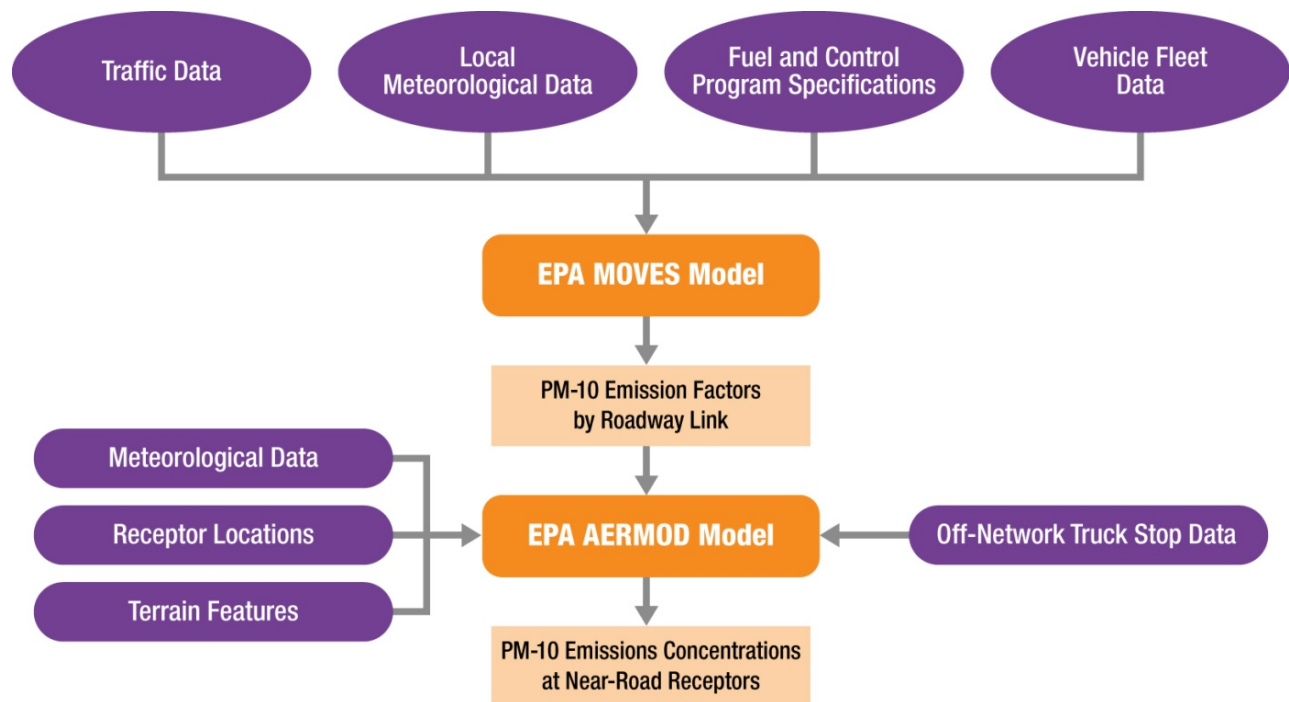 Traffic Data
Local
Meteorological Data
Fuel and Control
Program Specifications
Vehicle Fleet
Data
EPA MOVES Model
PM-10 Emission Factors
by Roadway Link
Meteorological Data
Receptor Locations
Terrain Features
EPA AERMOD Model
Off-Network Truck Stop Data
PM-10 Emissions Concentrations
at Near-Road Receptors